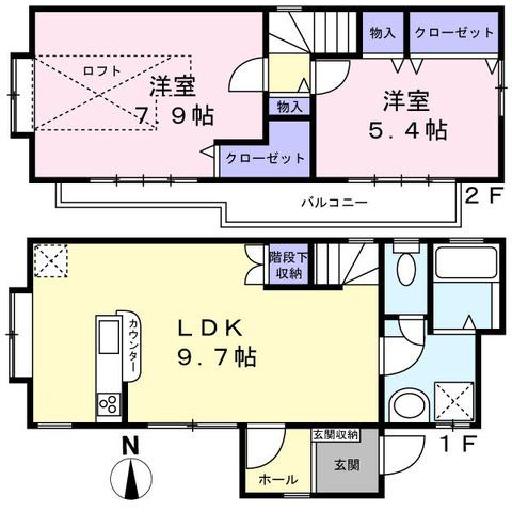 物入
クローゼット
ロフト
洋室
7.9帖
物入
洋室
5.4帖
クローゼット
バルコニー
2F
階段下
収納
カウンター
LDK
9.7帖
N
玄関収納
ホール
玄関
1F